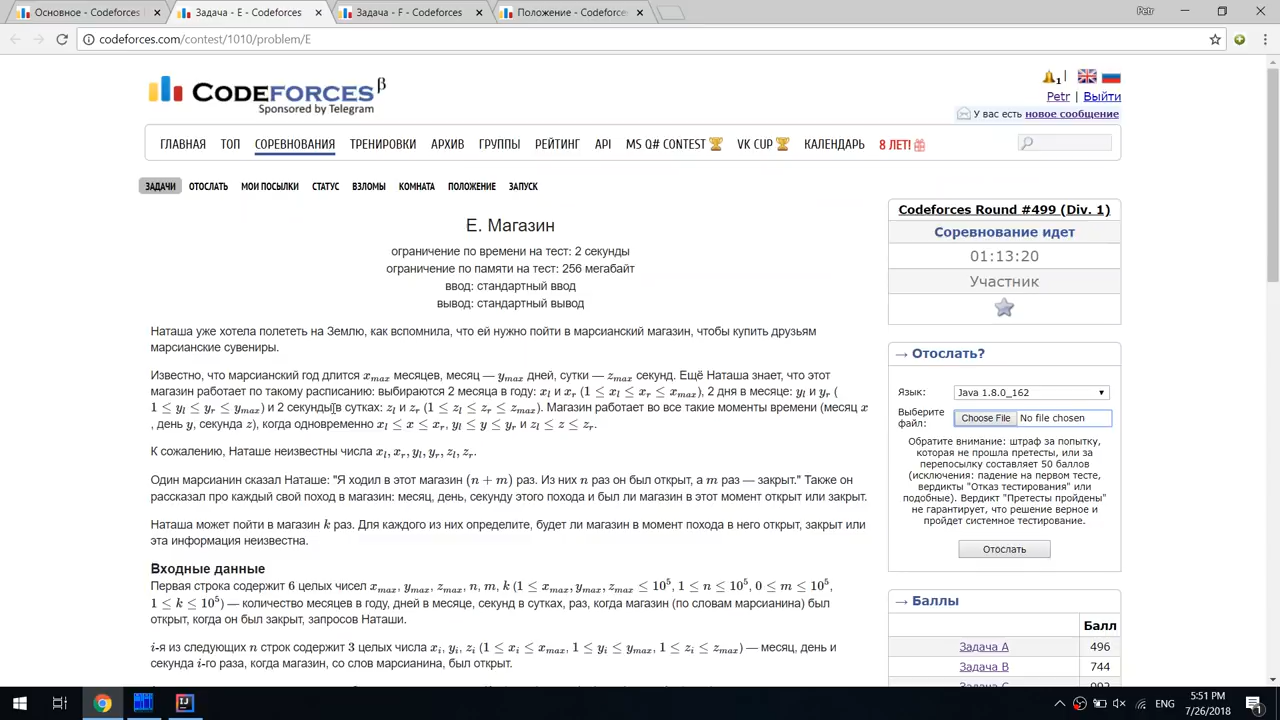 Основное - Codeforces
Задача - E - Codeforces
Задача - F - Codeforces
Положение - Codeforces
Petr
codeforces.com/contest/1010/problem/E
CODEFORCES β
Sponsored by Telegram
1 |
Petr | Выйти
У вас есть новое сообщение
ГЛАВНАЯ ТОП СОРЕВНОВАНИЯ ТРЕНИРОВКИ АРХИВ ГРУППЫ РЕЙТИНГ API MS Q# CONTEST VK CUP КАЛЕНДАРЬ 8 ЛЕТ!
ЗАДАЧИ ОТОСЛАТЬ МОИ ПОСЫЛКИ СТАТУС ВЗЛОМЫ КОМНАТА ПОЛОЖЕНИЕ ЗАПУСК
E. Магазин
ограничение по времени на тест: 2 секунды
ограничение по памяти на тест: 256 мегабайт
ввод: стандартный ввод
вывод: стандартный вывод
Наташа уже хотела полететь на Землю, как вспомнила, что ей нужно пойти в марсианский магазин, чтобы купить друзьям
марсианские сувениры.
Известно, что марсианский год длится x_max месяцев, месяц — y_max дней, сутки — z_max секунд. Ещё Наташа знает, что этот
магазин работает по такому расписанию: выбираются 2 месяца в году: x_l и x_r (1 ≤ x_l ≤ x_r ≤ x_max), 2 дня в месяце: y_l и y_r (
1 ≤ y_l ≤ y_r ≤ y_max) и 2 секунды в сутках: z_l и z_r (1 ≤ z_l ≤ z_r ≤ z_max). Магазин работает во все такие моменты времени (месяц x
, день y, секунда z), когда одновременно x_l ≤ x ≤ x_r, y_l ≤ y ≤ y_r и z_l ≤ z ≤ z_r.
К сожалению, Наташе неизвестны числа x_l, x_r, y_l, y_r, z_l, z_r.
Один марсианин сказал Наташе: "Я ходил в этот магазин (n + m) раз. Из них n раз он был открыт, а m раз — закрыт." Также он
рассказал про каждый свой поход в магазин: месяц, день, секунду этого похода и был ли магазин в этот момент открыт или закрыт.
Наташа может пойти в магазин k раз. Для каждого из них определите, будет ли магазин в момент похода в него открыт, закрыт или
эта информация неизвестна.
Входные данные
Первая строка содержит 6 целых чисел x_max, y_max, z_max, n, m, k (1 ≤ x_max, y_max, z_max ≤ 10^5, 1 ≤ n ≤ 10^5, 0 ≤ m ≤ 10^5,
1 ≤ k ≤ 10^5) — количество месяцев в году, дней в месяце, секунд в сутках, раз, когда магазин (по словам марсианина) был
открыт, когда он был закрыт, запросов Наташи.
i-я из следующих n строк содержит 3 целых числа x_i, y_i, z_i (1 ≤ x_i ≤ x_max, 1 ≤ y_i ≤ y_max, 1 ≤ z_i ≤ z_max) — месяц, день и
секунда i-го раза, когда магазин, со слов марсианина, был открыт.
Codeforces Round #499 (Div. 1)
Соревнование идет
01:13:20
Участник
→ Отослать?
Язык: Java 1.8.0_162
Выберите
файл: Choose File No file chosen
Обратите внимание: штраф за попытку,
которая не прошла претесты, или за
перепосылку составляет 50 баллов
(исключения: падение на первом тесте,
вердикты "Отказ тестирования" или
подобные). Вердикт "Претесты пройдены"
не гарантирует, что решение верное и
пройдет системное тестирование.
Отослать
→ Баллы
Балл
Задача A 496
Задача B 744
ENG
5:51 PM
7/26/2018
1